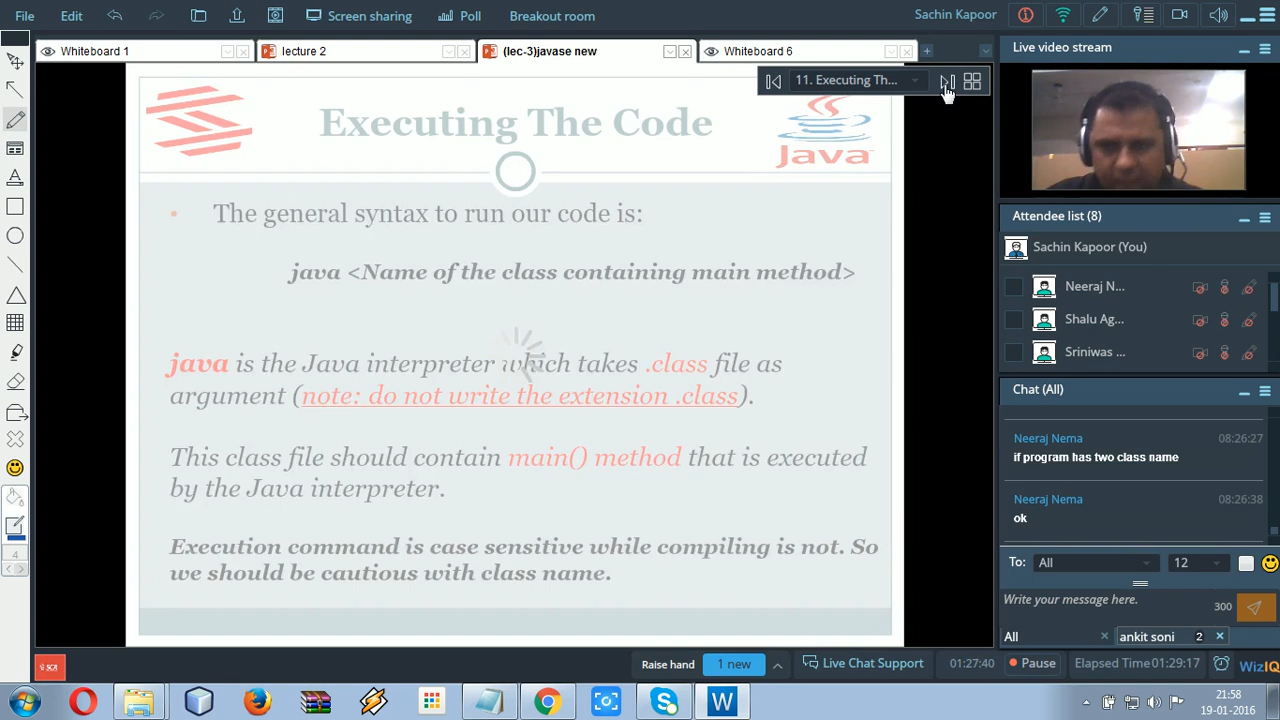 File Edit Screen sharing Poll Breakout room Sachin Kapoor
Whiteboard 1 lecture 2 (lec-3)javase new Whiteboard 6
Live video stream
11. Executing Th...
Executing The Code
Java
The general syntax to run our code is:
java <Name of the class containing main method>
java is the Java interpreter which takes .class file as
argument (note: do not write the extension .class).
This class file should contain main() method that is executed
by the Java interpreter.
Execution command is case sensitive while compiling is not. So
we should be cautious with class name.
Attendee list (8)
Sachin Kapoor (You)
Neeraj N...
Shalu Ag...
Sriniwas ...
Chat (All)
Neeraj Nema 08:26:27
if program has two class name
Neeraj Nema 08:26:38
ok
To: All 12
Write your message here. 300
All ankit soni 2
4
SCA
Raise hand 1 new Live Chat Support 01:27:40 Pause Elapsed Time 01:29:17 WizIQ
21:58
19-01-2016